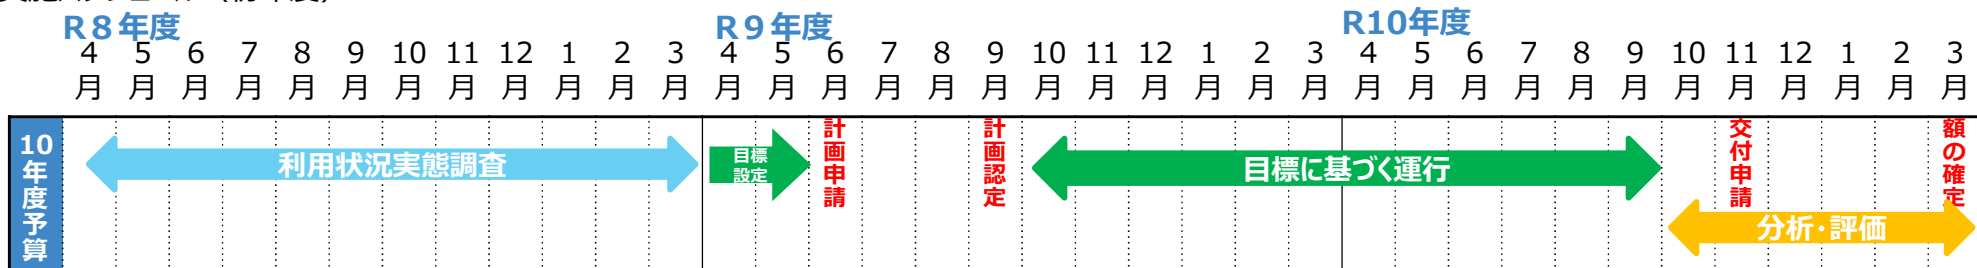 R８年度 R９年度 R10年度
4月 5月 6月 7月 8月 9月 10月 11月 12月 1月 2月 3月 4月 5月 6月 7月 8月 9月 10月 11月 12月 1月 2月 3月 4月 5月 6月 7月 8月 9月 10月 11月 12月 1月 2月 3月
10年度予算
利用状況実態調査
目標
設定
計画申請
計画認定
目標に基づく運行
交付申請
額の確定
分析・評価